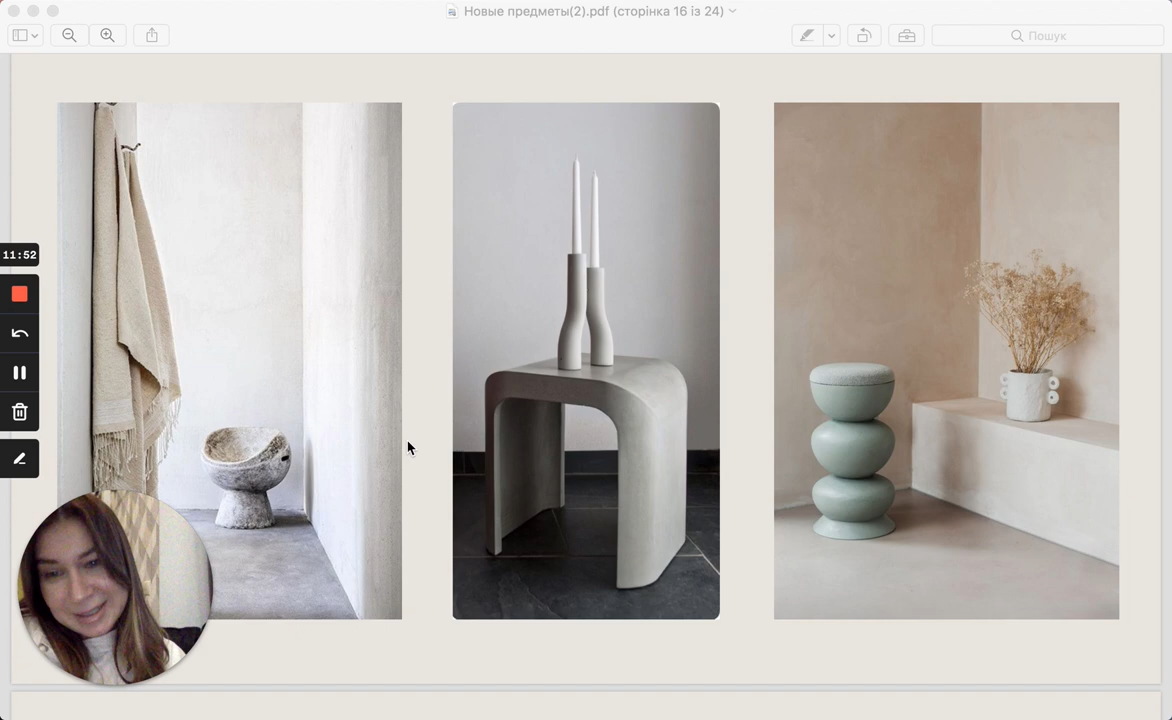 Новые предметы(2).pdf (сторінка 16 із 24)
Пошук
11:52